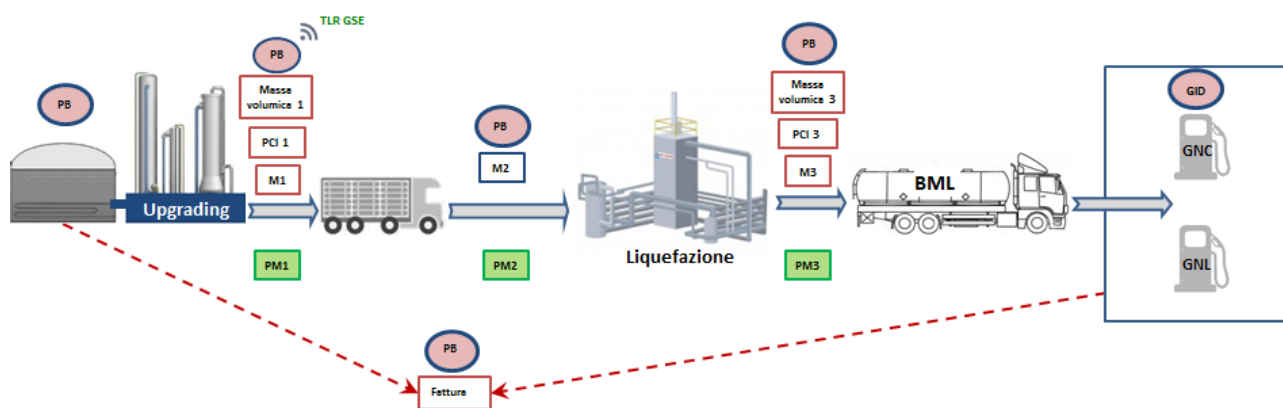 TLR GSE
PB
PB
Massa
volumica 1
PCI 1
M1
Upgrading
PM1
PB
M2
PM2
Liquefazione
PB
Massa
volumica 3
PCI 3
M3
PM3
BML
GID
GNC
GNL
PB
Fattura